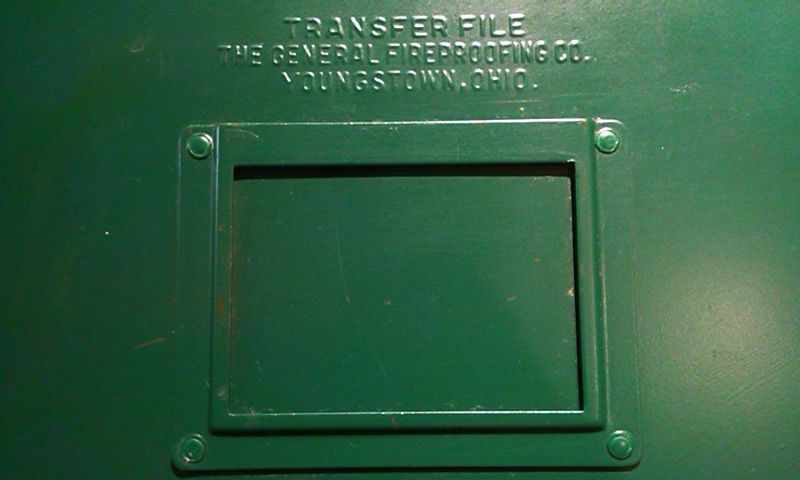 TRANSFER FILE
THE GENERAL FIREPROOFING CO.
YOUNGSTOWN, OHIO.